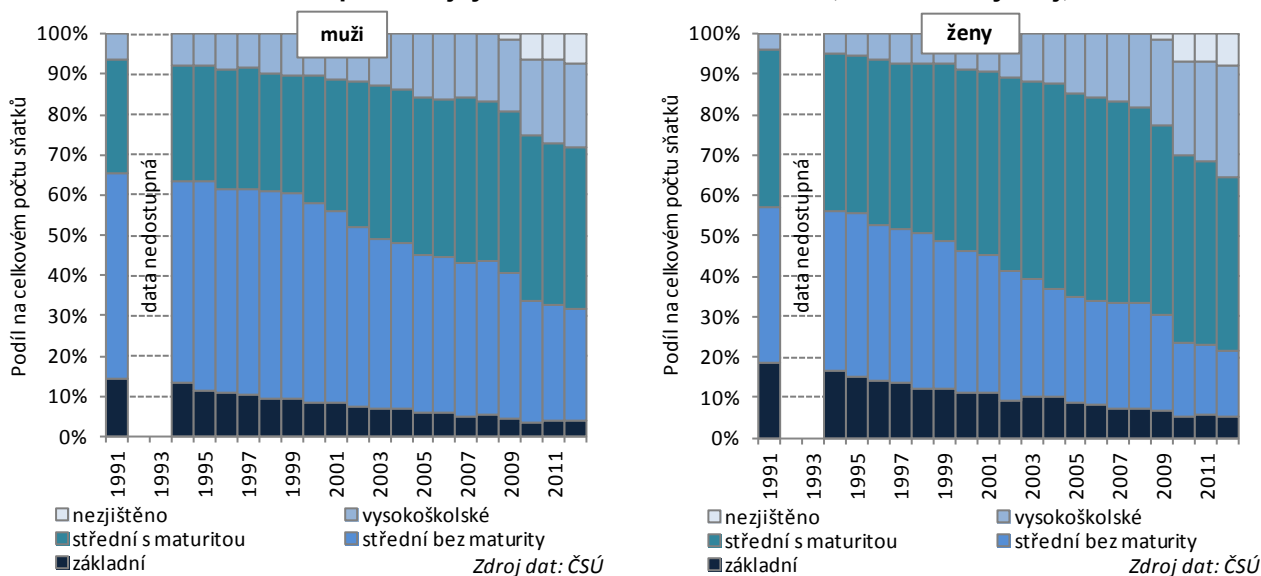 muži
Podíl na celkovém počtu sňatků
100%
90%
80%
70%
60%
50%
40%
30%
20%
10%
0%
data nedostupná
1991
1993
1995
1997
1999
2001
2003
2005
2007
2009
2011
nezjištěno
vysokoškolské
střední s maturitou
střední bez maturity
základní
Zdroj dat: ČSÚ
ženy
Podíl na celkovém počtu sňatků
100%
90%
80%
70%
60%
50%
40%
30%
20%
10%
0%
data nedostupná
1991
1993
1995
1997
1999
2001
2003
2005
2007
2009
2011
nezjištěno
vysokoškolské
střední s maturitou
střední bez maturity
základní
Zdroj dat: ČSÚ